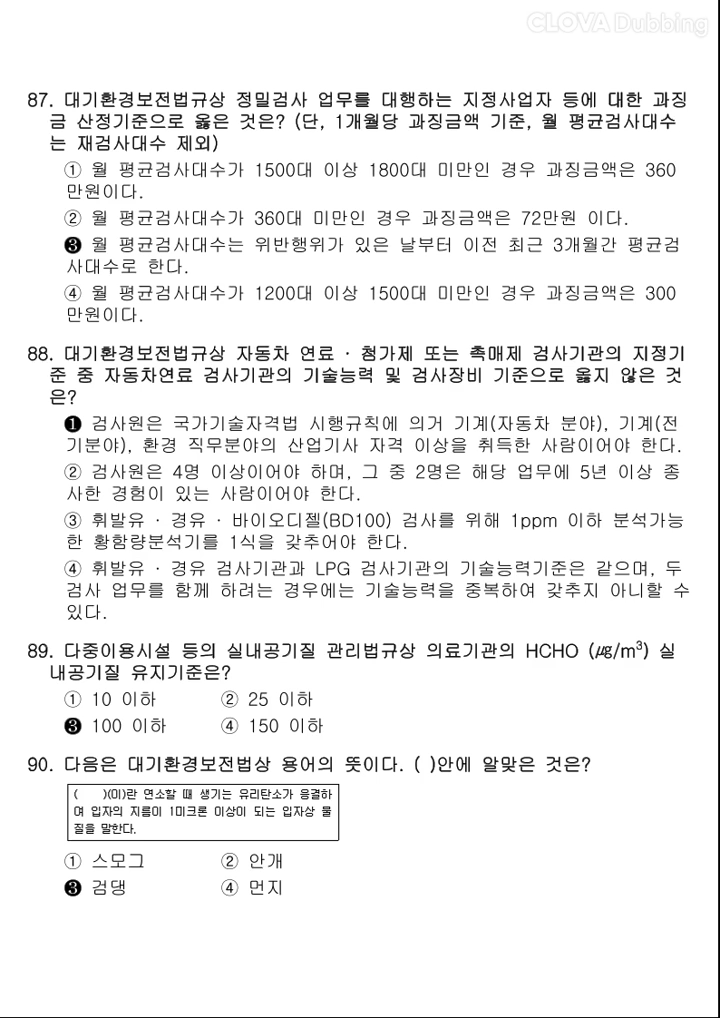 CLOVA Dubbing
87. 대기환경보전법규상 정밀검사 업무를 대행하는 지정사업자 등에 대한 과징
금 산정기준으로 옳은 것은? (단, 1개월당 과징금액 기준, 월 평균검사대수
는 재검사대수 제외)
① 월 평균검사대수가 1500대 이상 1800대 미만인 경우 과징금액은 360
만원이다.
② 월 평균검사대수가 360대 미만인 경우 과징금액은 72만원 이다.
❸ 월 평균검사대수는 위반행위가 있은 날부터 이전 최근 3개월간 평균검
사대수로 한다.
④ 월 평균검사대수가 1200대 이상 1500대 미만인 경우 과징금액은 300
만원이다.
88. 대기환경보전법규상 자동차 연료 · 첨가제 또는 촉매제 검사기관의 지정기
준 중 자동차연료 검사기관의 기술능력 및 검사장비 기준으로 옳지 않은 것
은?
❶ 검사원은 국가기술자격법 시행규칙에 의거 기계(자동차 분야), 기계(전
기분야), 환경 직무분야의 산업기사 자격 이상을 취득한 사람이어야 한다.
② 검사원은 4명 이상이어야 하며, 그 중 2명은 해당 업무에 5년 이상 종
사한 경험이 있는 사람이어야 한다.
③ 휘발유 · 경유 · 바이오디젤(BD100) 검사를 위해 1ppm 이하 분석가능
한 황함량분석기를 1식을 갖추어야 한다.
④ 휘발유 · 경유 검사기관과 LPG 검사기관의 기술능력기준은 같으며, 두
검사 업무를 함께 하려는 경우에는 기술능력을 중복하여 갖추지 아니할 수
있다.
89. 다중이용시설 등의 실내공기질 관리법규상 의료기관의 HCHO (㎍/m³) 실
내공기질 유지기준은?
① 10 이하 ② 25 이하
❸ 100 이하 ④ 150 이하
90. 다음은 대기환경보전법상 용어의 뜻이다. ( )안에 알맞은 것은?
( )(이)란 연소할 때 생기는 유리탄소가 응결하
여 입자의 지름이 1미크론 이상이 되는 입자상 물
질을 말한다.
① 스모그 ② 안개
❸ 검댕 ④ 먼지